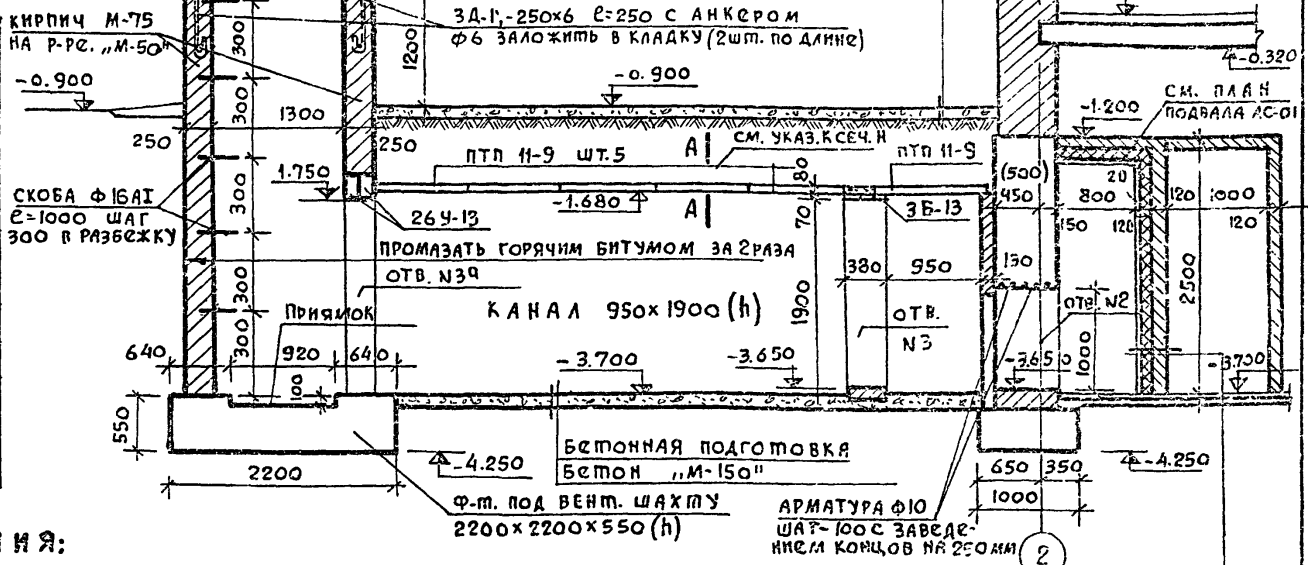 КИРПИЧ М-75
НА Р-РЕ. „М-50"
ЗД-1,-250×6 ℓ=250 С АНКЕРОМ
Ф6 ЗАЛОЖИТЬ В КЛАДКУ (2ШТ. ПО ДЛИНЕ)
300
1200
-0.320
-0.900
-0.900
СМ. ПЛАН
ПОДВАЛА АС-01
-1.200
300
1300
250
250
СМ. УКАЗ. К СЕЧ. Н
ПТП 11-9 ШТ.5
А
ПТП 11-9
80
1.750
(500)
20
СКОБА Ф16АI
ℓ=1000 ШАГ
300 В РАЗБЕЖКУ
300
-1.680
450
800
120
1000
26У-13
А
70
3Б-13
150
120
120
ПРОМАЗАТЬ ГОРЯЧИМ БИТУМОМ ЗА 2 РАЗА
ОТВ. N3а
380
950
130
2500
300
ПРИЯМОК
КАНАЛ 950×1900 (h)
1900
ОТВ.
N3
ОТВ. N2
300
640
920
640
-3.700
-3.650
-3.650
1000
-3.700
100
550
БЕТОННАЯ ПОДГОТОВКА
БЕТОН „М-150"
-4.250
-4.250
2200
650
350
1000
Ф-Т. ПОД ВЕНТ. ШАХТУ
2200×2200×550 (h)
АРМАТУРА Ф10
ШАГ-100 С ЗАВЕДЕ-
НИЕМ КОНЦОВ НА 250ММ
2
НИЯ: